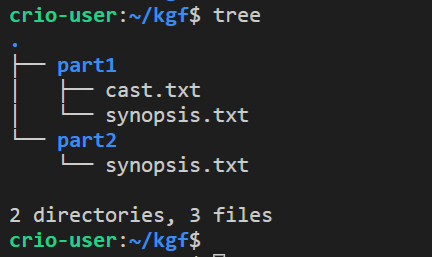 crio-user:~/kgf$ tree
.
├── part1
│   ├── cast.txt
│   └── synopsis.txt
└── part2
    └── synopsis.txt

2 directories, 3 files
crio-user:~/kgf$